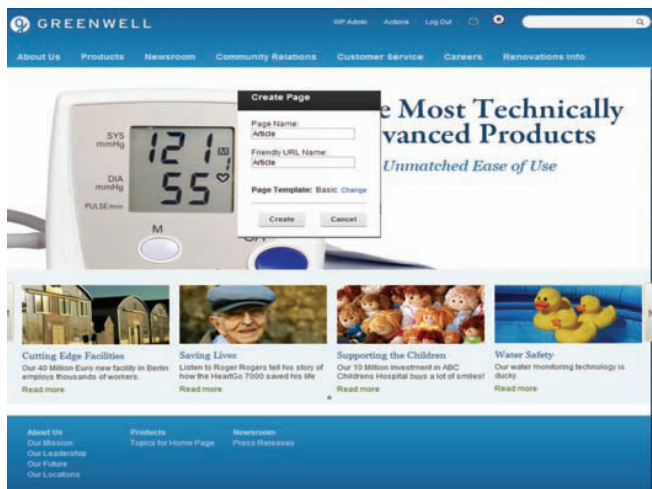 GREENWELL
WP Admin Actions Log Out
About Us Products Newsroom Community Relations Customer Service Careers Renovations Info
Create Page
Page Name:
Article
Friendly URL Name:
Article
Page Template: Basic Change
Create Cancel
e Most Technically
vanced Products
Unmatched Ease of Use
SYS
mmHg
121
M
1
DIA
mmHg
55
PULSE/min
M
Cutting Edge Facilities
Our 40 Million Euro new facility in Berlin
employs thousands of workers.
Read more
Saving Lives
Listen to Roger Rogers tell his story of
how the HeartGo 7000 saved his life
Read more
Supporting the Children
Our 10 Million investment in ABC
Childrens Hospital buys a lot of smiles!
Read more
Water Safety
Our water monitoring technology is
ducky.
Read more
About Us
Our Mission
Our Leadership
Our Future
Our Locations
Products
Topics for Home Page
Newsroom
Press Releases